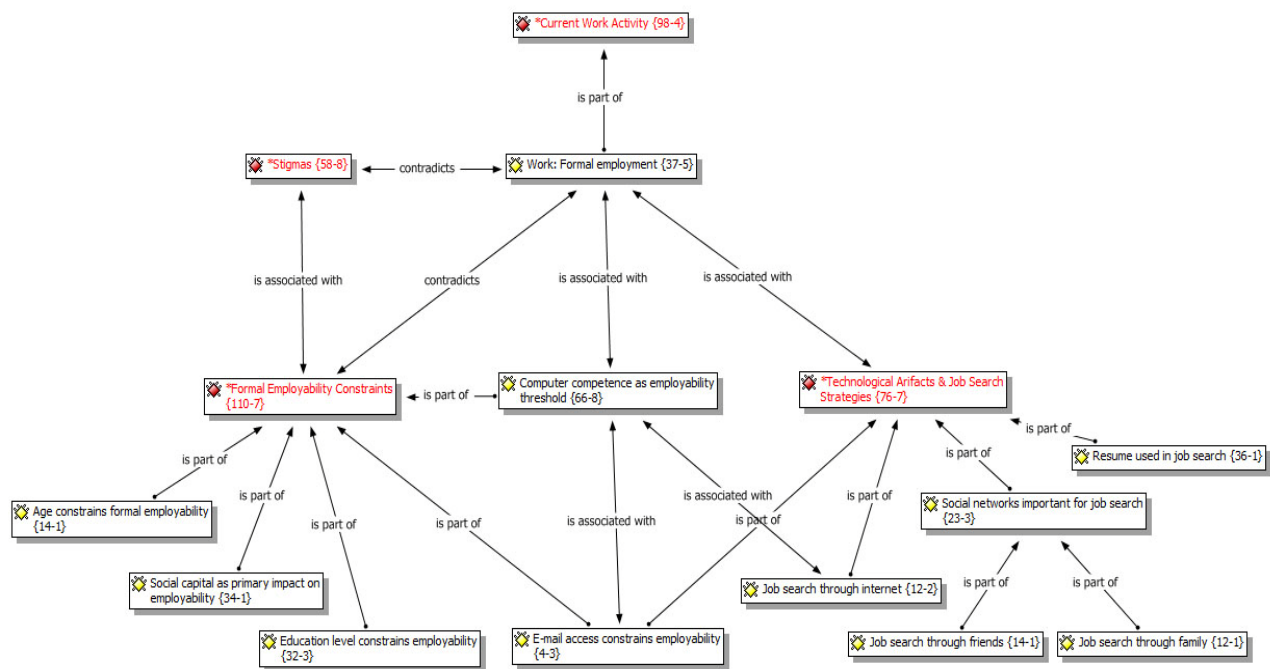 *Current Work Activity {98-4}
is part of
*Stigmas {58-8}
contradicts
Work: Formal employment {37-5}
is associated with
contradicts
is associated with
is associated with
*Formal Employability Constraints
{110-7}
is part of
Computer competence as employability
threshold {66-8}
*Technological Arifacts & Job Search
Strategies {76-7}
is part of
Resume used in job search {36-1}
is part of
is part of
is part of
is part of
is associated with
is associated with
is part of
is part of
is part of
Age constrains formal employability
{14-1}
Social networks important for job search
{23-3}
Social capital as primary impact on
employability {34-1}
Job search through internet {12-2}
is part of
is part of
Education level constrains employability
{32-3}
E-mail access constrains employability
{4-3}
Job search through friends {14-1}
Job search through family {12-1}